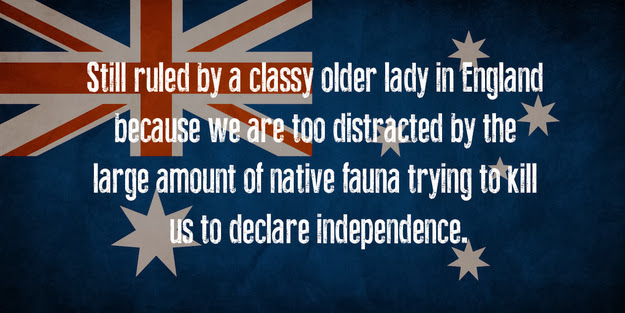 Still ruled by a classy older lady in England
because we are too distracted by the
large amount of native fauna trying to kill
us to declare independence.